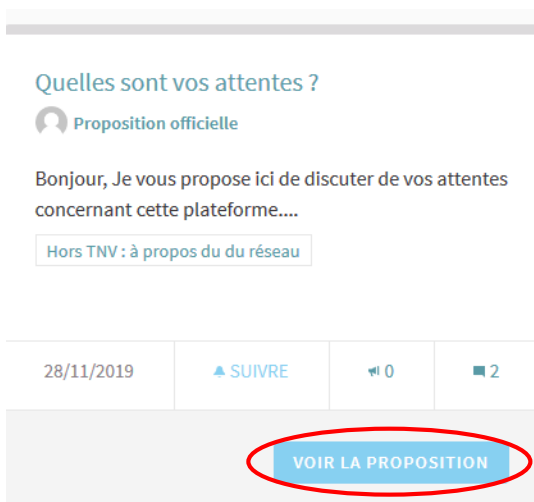 Quelles sont vos attentes ?
Proposition officielle
Bonjour, Je vous propose ici de discuter de vos attentes
concernant cette plateforme....
Hors TNV : à propos du du réseau
28/11/2019 SUIVRE 0 2
VOIR LA PROPOSITION